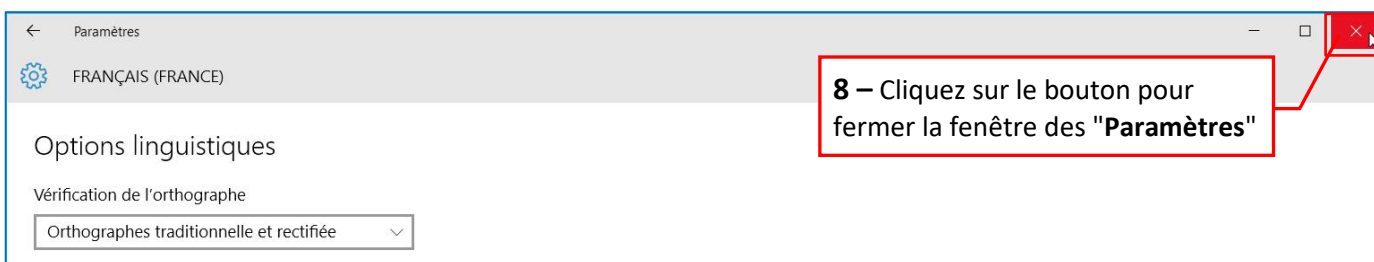 Paramètres
FRANÇAIS (FRANCE)
8 – Cliquez sur le bouton pour
fermer la fenêtre des "Paramètres"
Options linguistiques
Vérification de l’orthographe
Orthographes traditionnelle et rectifiée